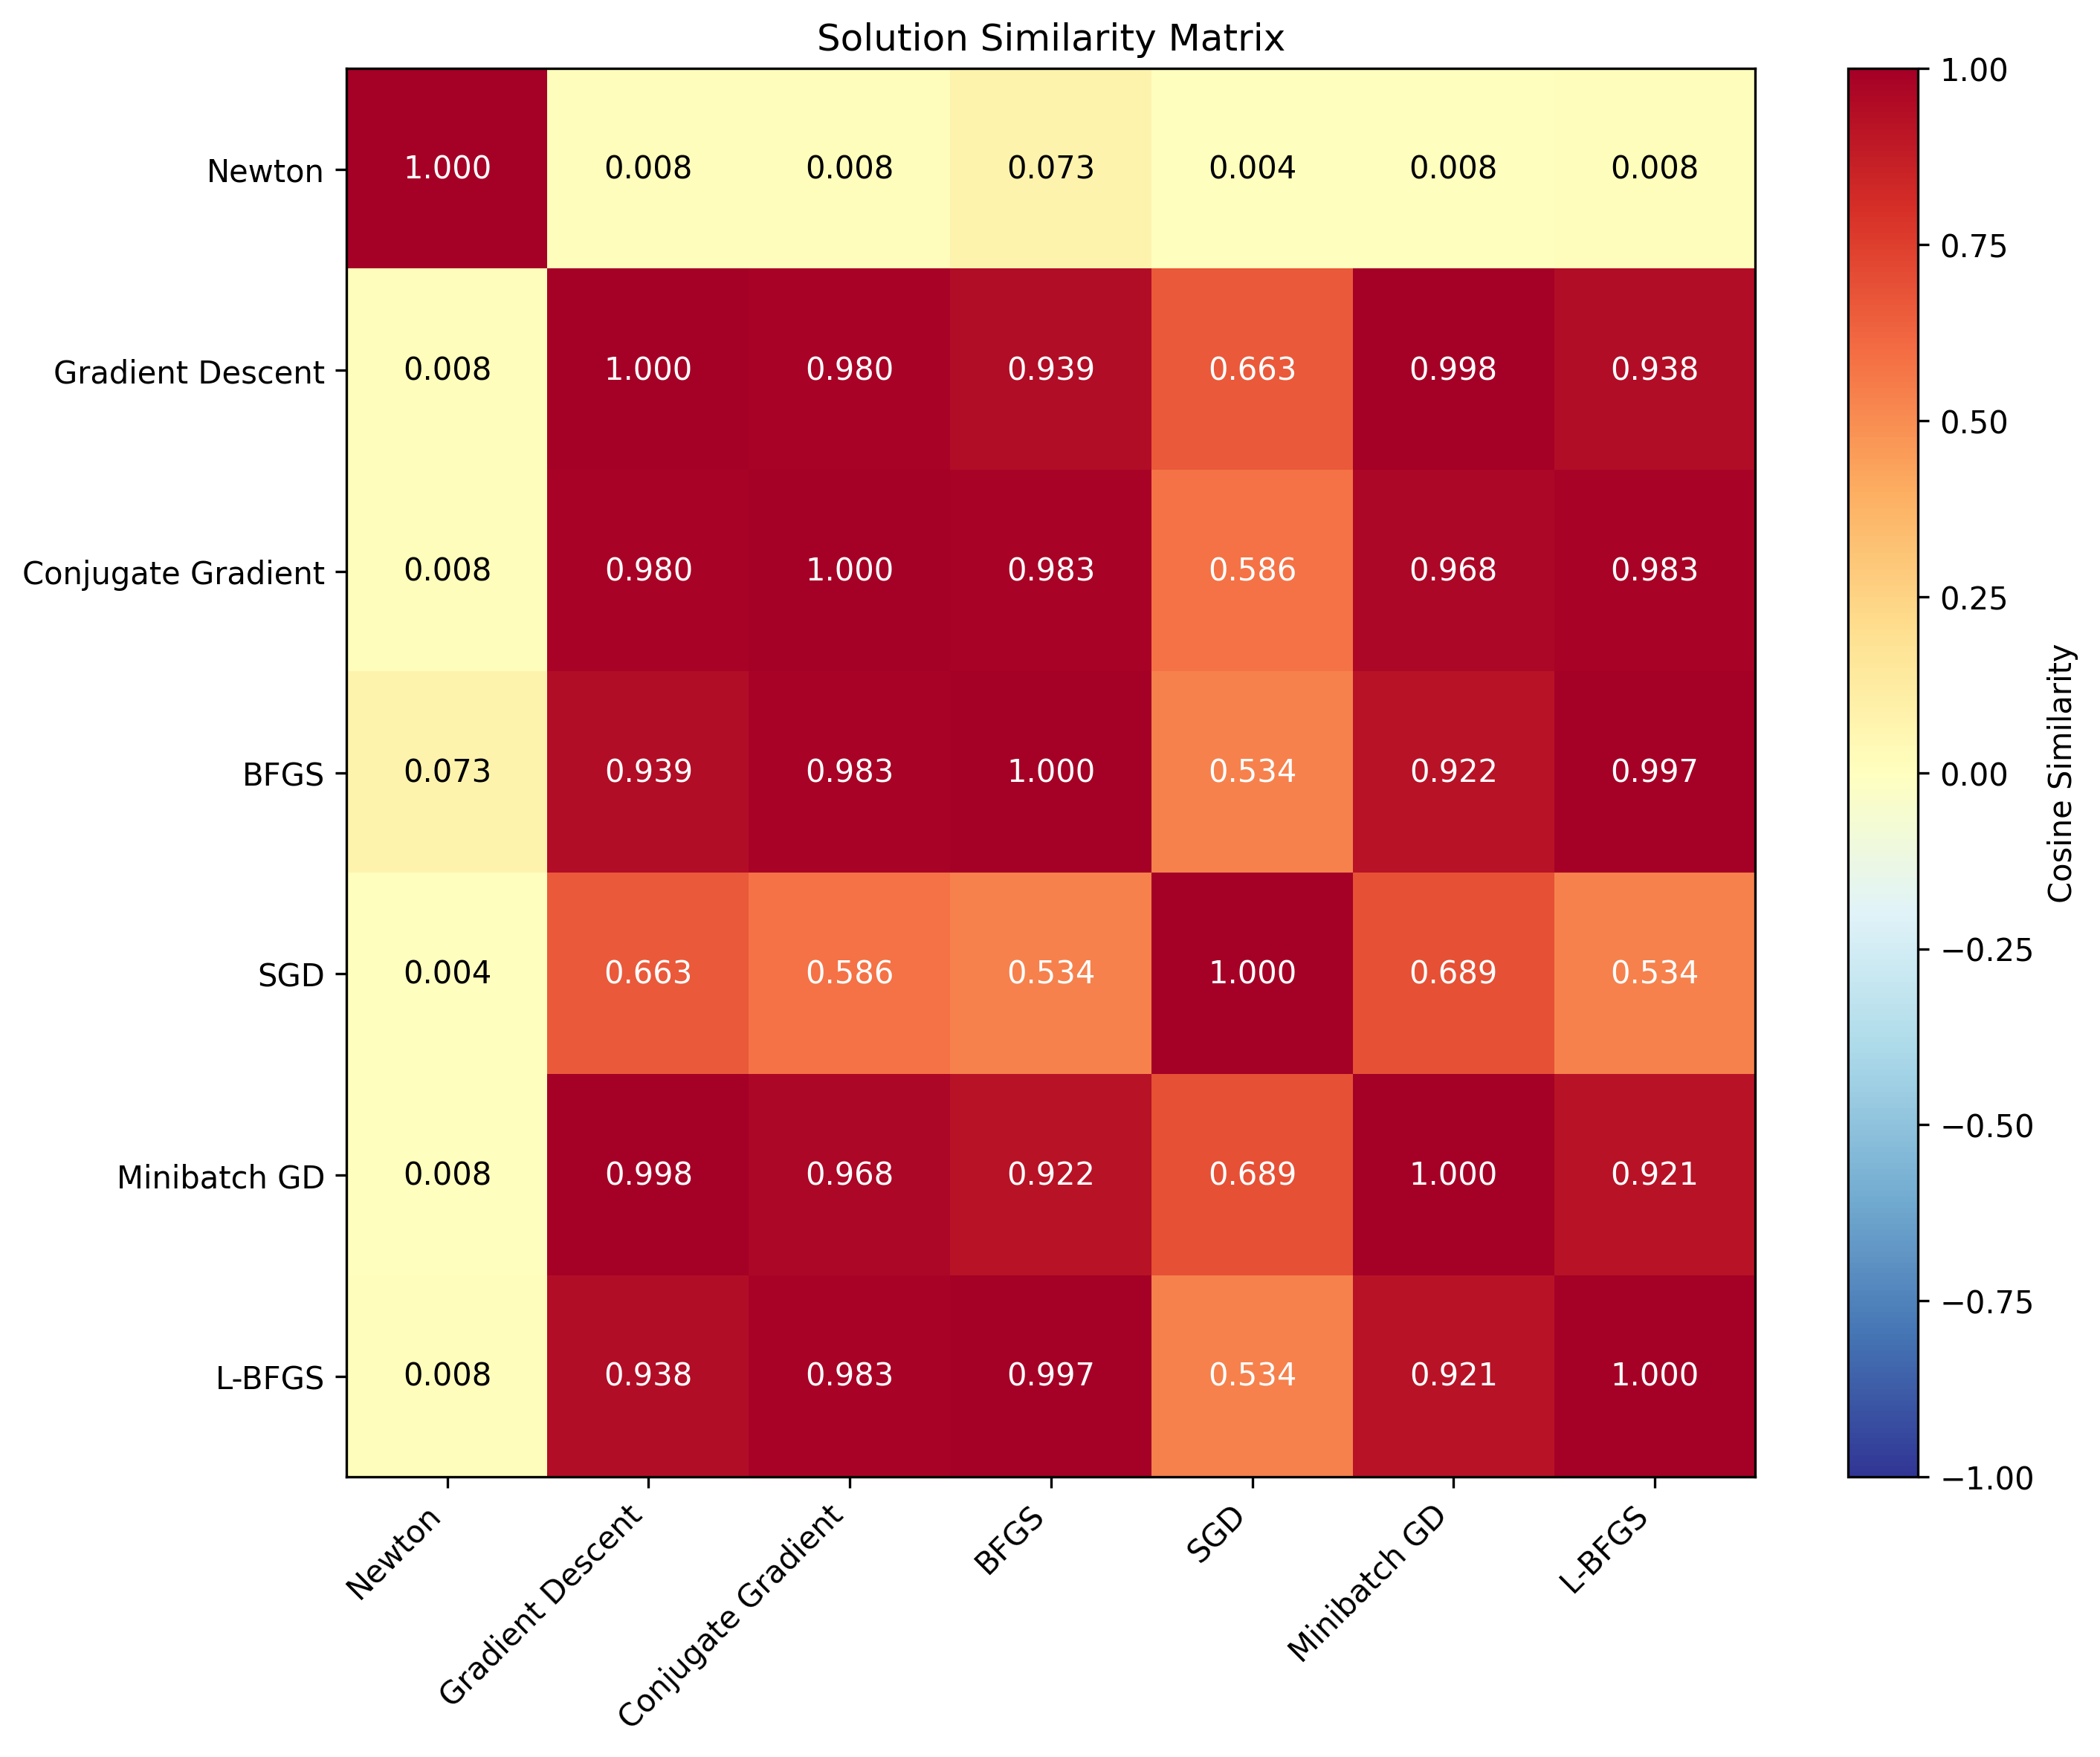 Solution Similarity Matrix
Newton 1.000 0.008 0.008 0.073 0.004 0.008 0.008
Gradient Descent 0.008 1.000 0.980 0.939 0.663 0.998 0.938
Conjugate Gradient 0.008 0.980 1.000 0.983 0.586 0.968 0.983
BFGS 0.073 0.939 0.983 1.000 0.534 0.922 0.997
SGD 0.004 0.663 0.586 0.534 1.000 0.689 0.534
Minibatch GD 0.008 0.998 0.968 0.922 0.689 1.000 0.921
L-BFGS 0.008 0.938 0.983 0.997 0.534 0.921 1.000
Newton
Gradient Descent
Conjugate Gradient
BFGS
SGD
Minibatch GD
L-BFGS
1.00
0.75
0.50
0.25
0.00
−0.25
−0.50
−0.75
−1.00
Cosine Similarity